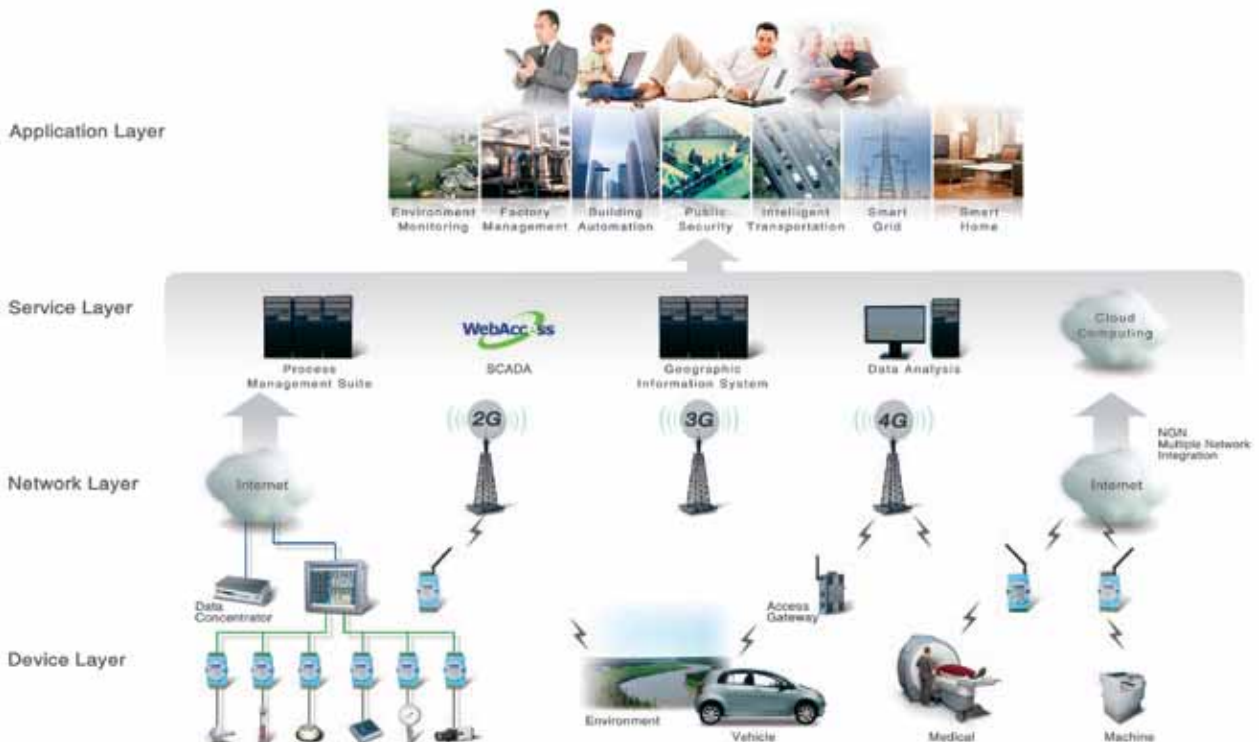 Application Layer
Environment Monitoring
Factory Management
Building Automation
Public Security
Intelligent Transportation
Smart Grid
Smart Home
Service Layer
Process Management Suite
WebAccess
SCADA
Geographic Information System
Data Analysis
Cloud Computing
Network Layer
Internet
2G
3G
4G
Internet
NGN
Multiple Network
Integration
Data
Concentrator
Access
Gateway
Device Layer
Environment
Vehicle
Medical
Machine